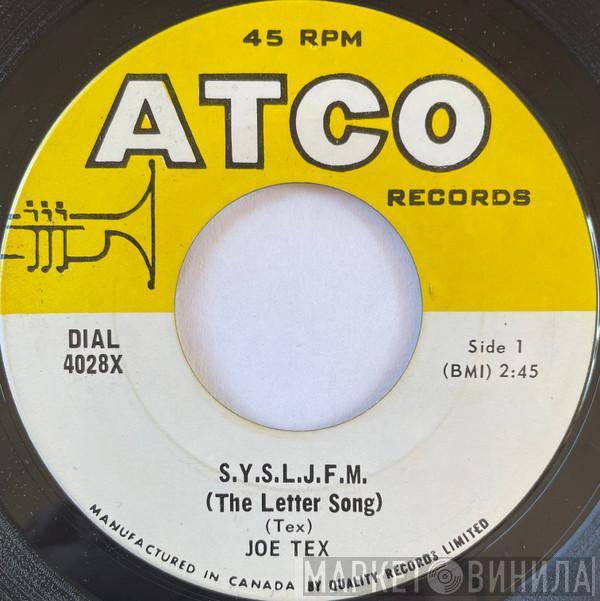 45 RPM
ATCO
RECORDS
DIAL
4028X
Side 1
(BMI) 2:45
S.Y.S.L.J.F.M.
(The Letter Song)
(Tex)
JOE TEX
MANUFACTURED IN CANADA BY QUALITY RECORDS LIMITED
МАРКЕТ ВИНИЛА